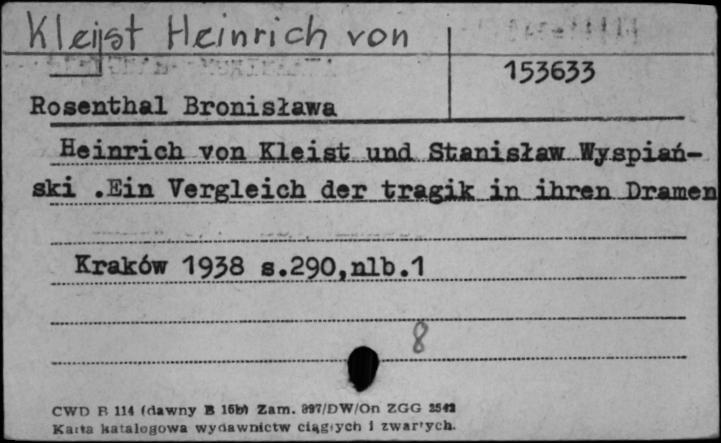 Kleist Heinrich von
153633
Rosenthal Bronisława
Heinrich von Kleist und Stanisław Wyspiań-
ski .Ein Vergleich der tragik in ihren Dramen
Kraków 1938 s.290,nlb.1
8
CWD B 114 (dawny B 15b) Zam. 897/DW/On ZGG 2542
Karta katalogowa wydawnictw ciągłych i zwartych.